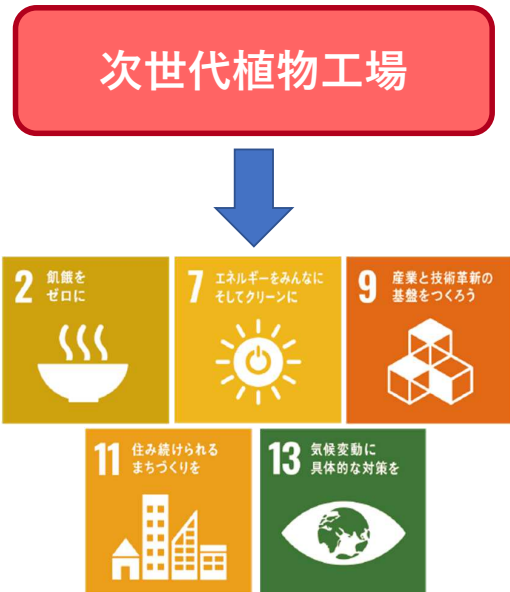 次世代植物工場
2 飢餓を
ゼロに
7 エネルギーをみんなに
そしてクリーンに
9 産業と技術革新の
基盤をつくろう
11 住み続けられる
まちづくりを
13 気候変動に
具体的な対策を